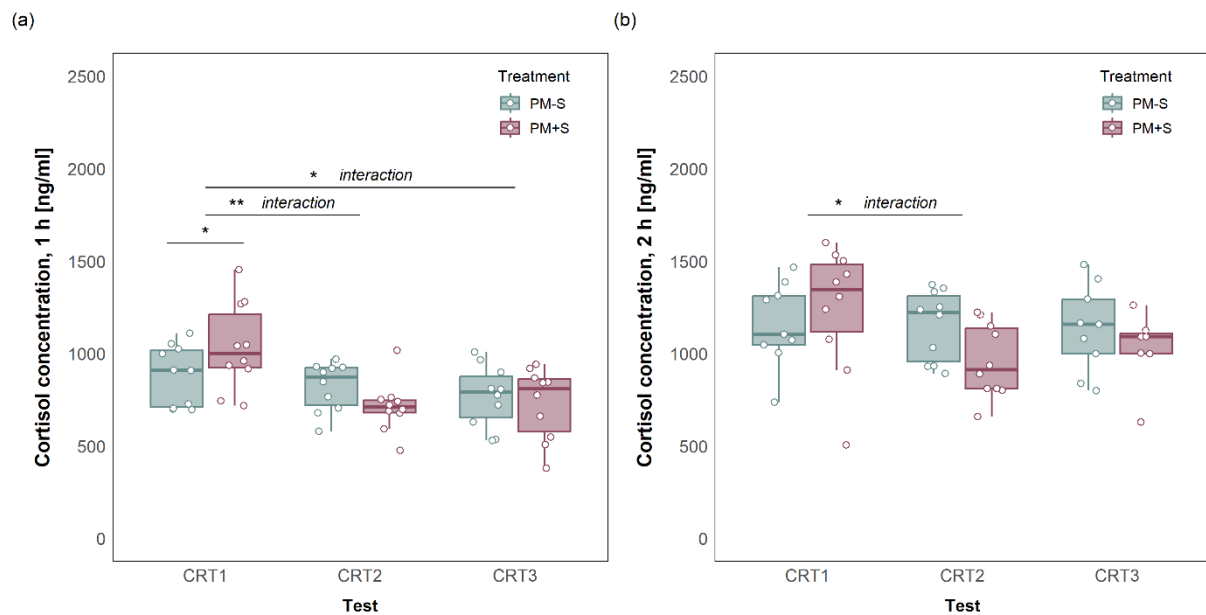 (a)
Cortisol concentration, 1 h [ng/ml]
2500
2000
1500
1000
500
0
Treatment
PM-S
PM+S
* interaction
** interaction
*
CRT1 CRT2 CRT3
Test
(b)
Cortisol concentration, 2 h [ng/ml]
2500
2000
1500
1000
500
0
Treatment
PM-S
PM+S
* interaction
CRT1 CRT2 CRT3
Test